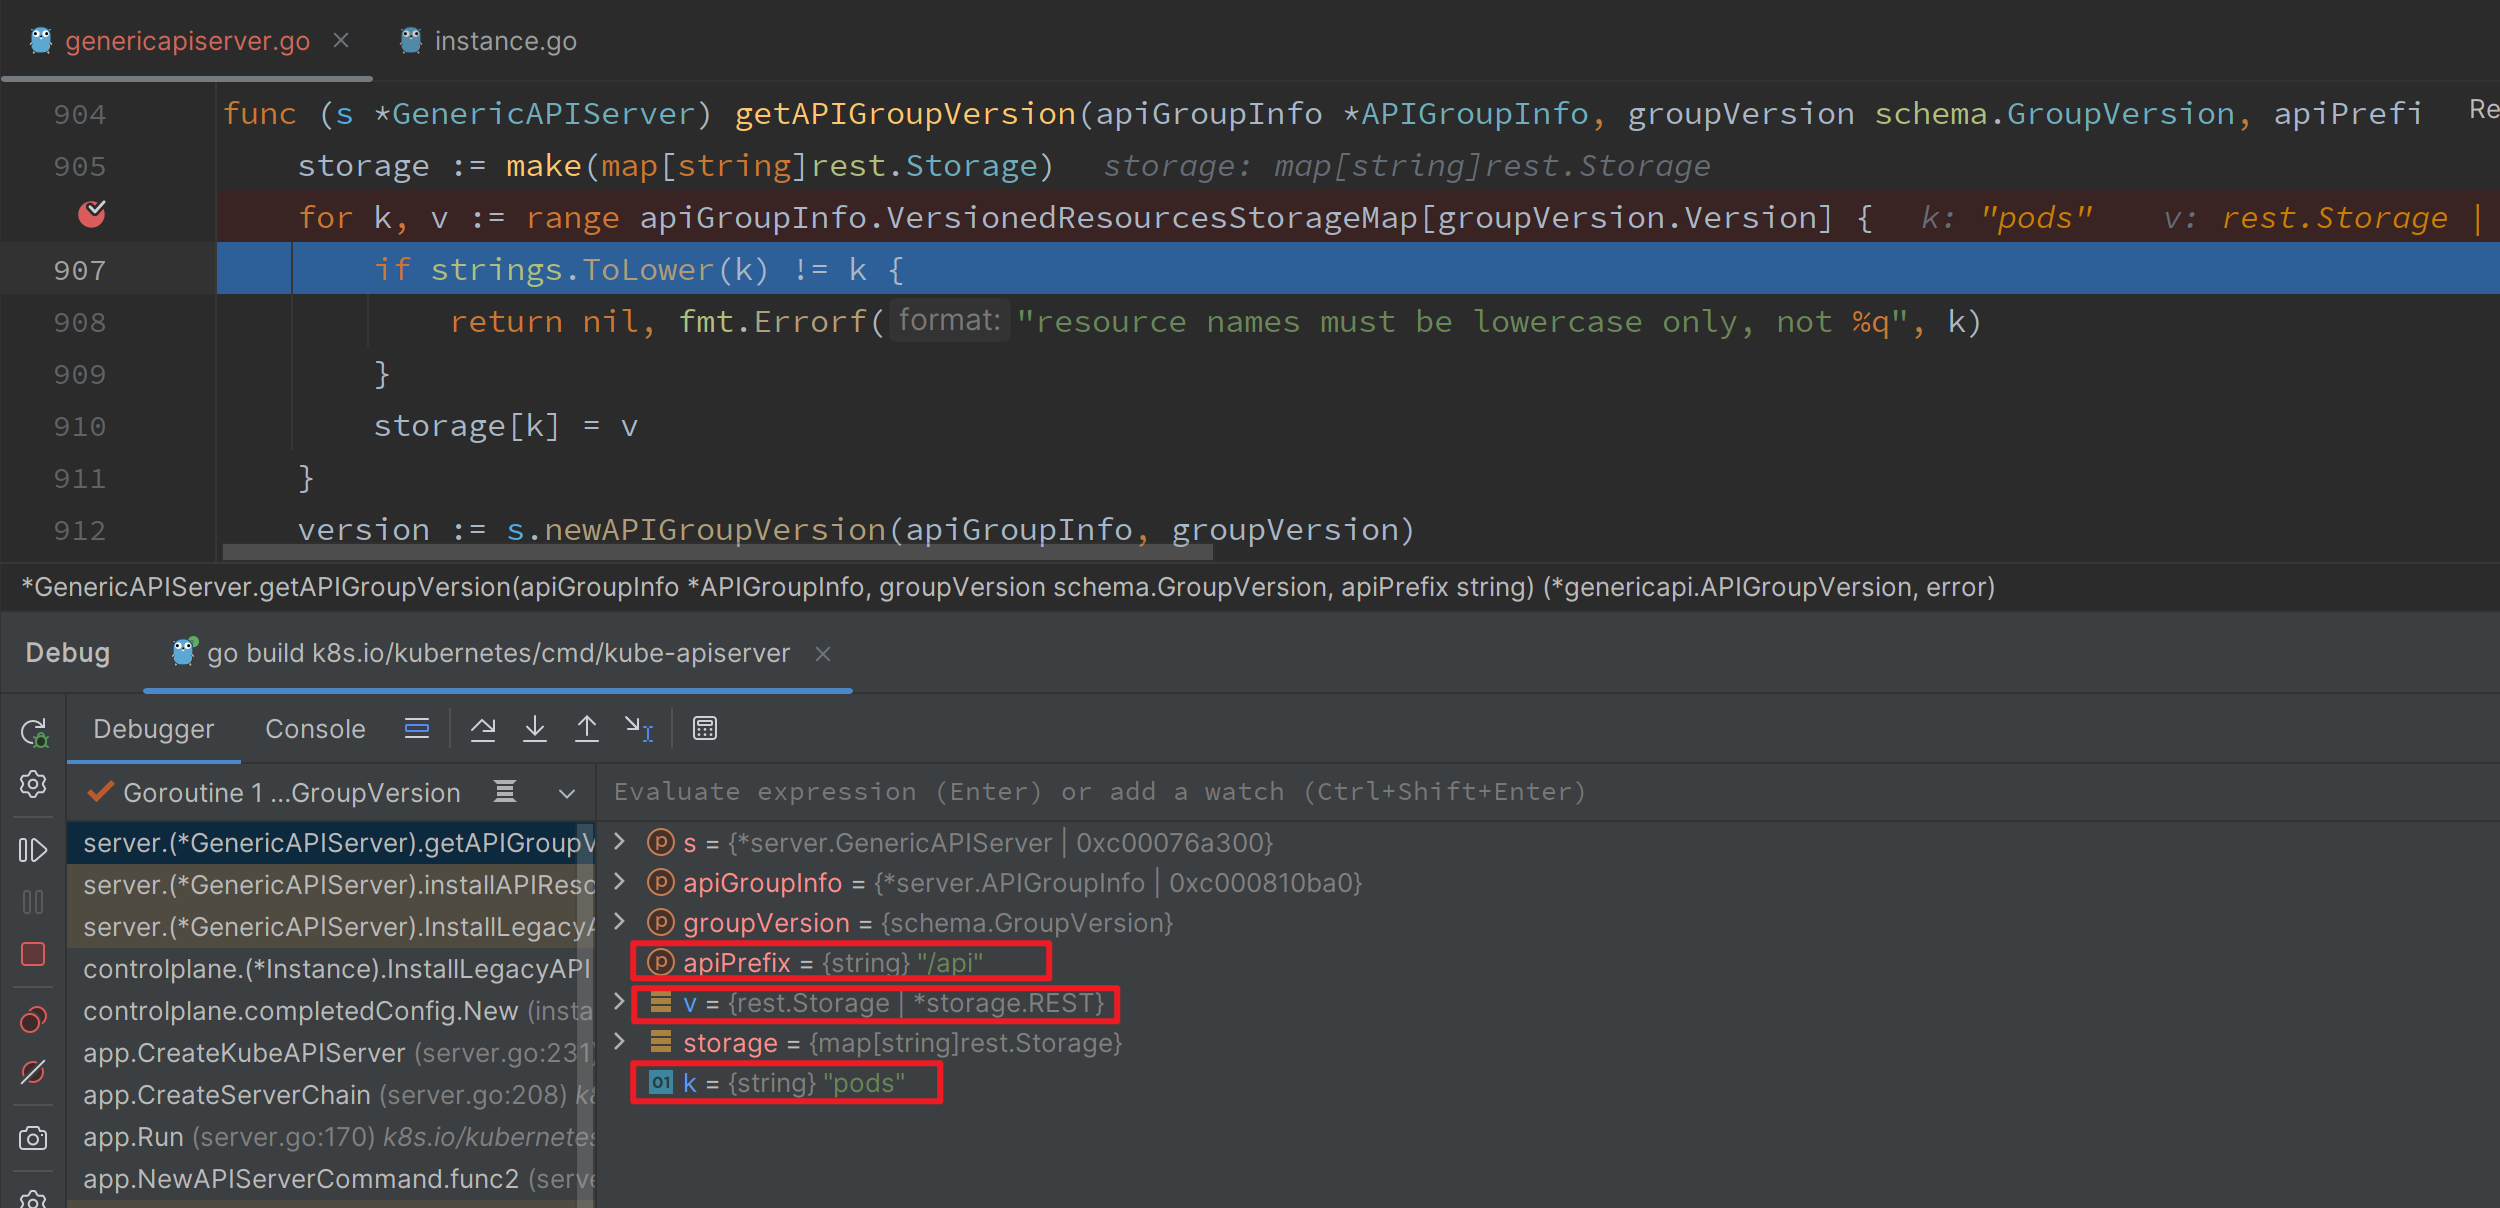 genericapiserver.go
instance.go
904 func (s *GenericAPIServer) getAPIGroupVersion(apiGroupInfo *APIGroupInfo, groupVersion schema.GroupVersion, apiPrefi Re
905 storage := make(map[string]rest.Storage) storage: map[string]rest.Storage
for k, v := range apiGroupInfo.VersionedResourcesStorageMap[groupVersion.Version] { k: "pods" v: rest.Storage |
907 if strings.ToLower(k) != k {
908 return nil, fmt.Errorf( format: "resource names must be lowercase only, not %q", k)
909 }
910 storage[k] = v
911 }
912 version := s.newAPIGroupVersion(apiGroupInfo, groupVersion)
*GenericAPIServer.getAPIGroupVersion(apiGroupInfo *APIGroupInfo, groupVersion schema.GroupVersion, apiPrefix string) (*genericapi.APIGroupVersion, error)
Debug
go build k8s.io/kubernetes/cmd/kube-apiserver
Debugger
Console
Goroutine 1 ...GroupVersion
Evaluate expression (Enter) or add a watch (Ctrl+Shift+Enter)
server.(*GenericAPIServer).getAPIGroupV
server.(*GenericAPIServer).installAPIReso
server.(*GenericAPIServer).InstallLegacyA
controlplane.(*Instance).InstallLegacyAPI
controlplane.completedConfig.New (insta
app.CreateKubeAPIServer (server.go:231)
app.CreateServerChain (server.go:208) k8
app.Run (server.go:170) k8s.io/kubernetes
app.NewAPIServerCommand.func2 (serve
p s = {*server.GenericAPIServer | 0xc00076a300}
p apiGroupInfo = {*server.APIGroupInfo | 0xc000810ba0}
p groupVersion = {schema.GroupVersion}
p apiPrefix = {string} "/api"
v = {rest.Storage | *storage.REST}
storage = {map[string]rest.Storage}
01 k = {string} "pods"